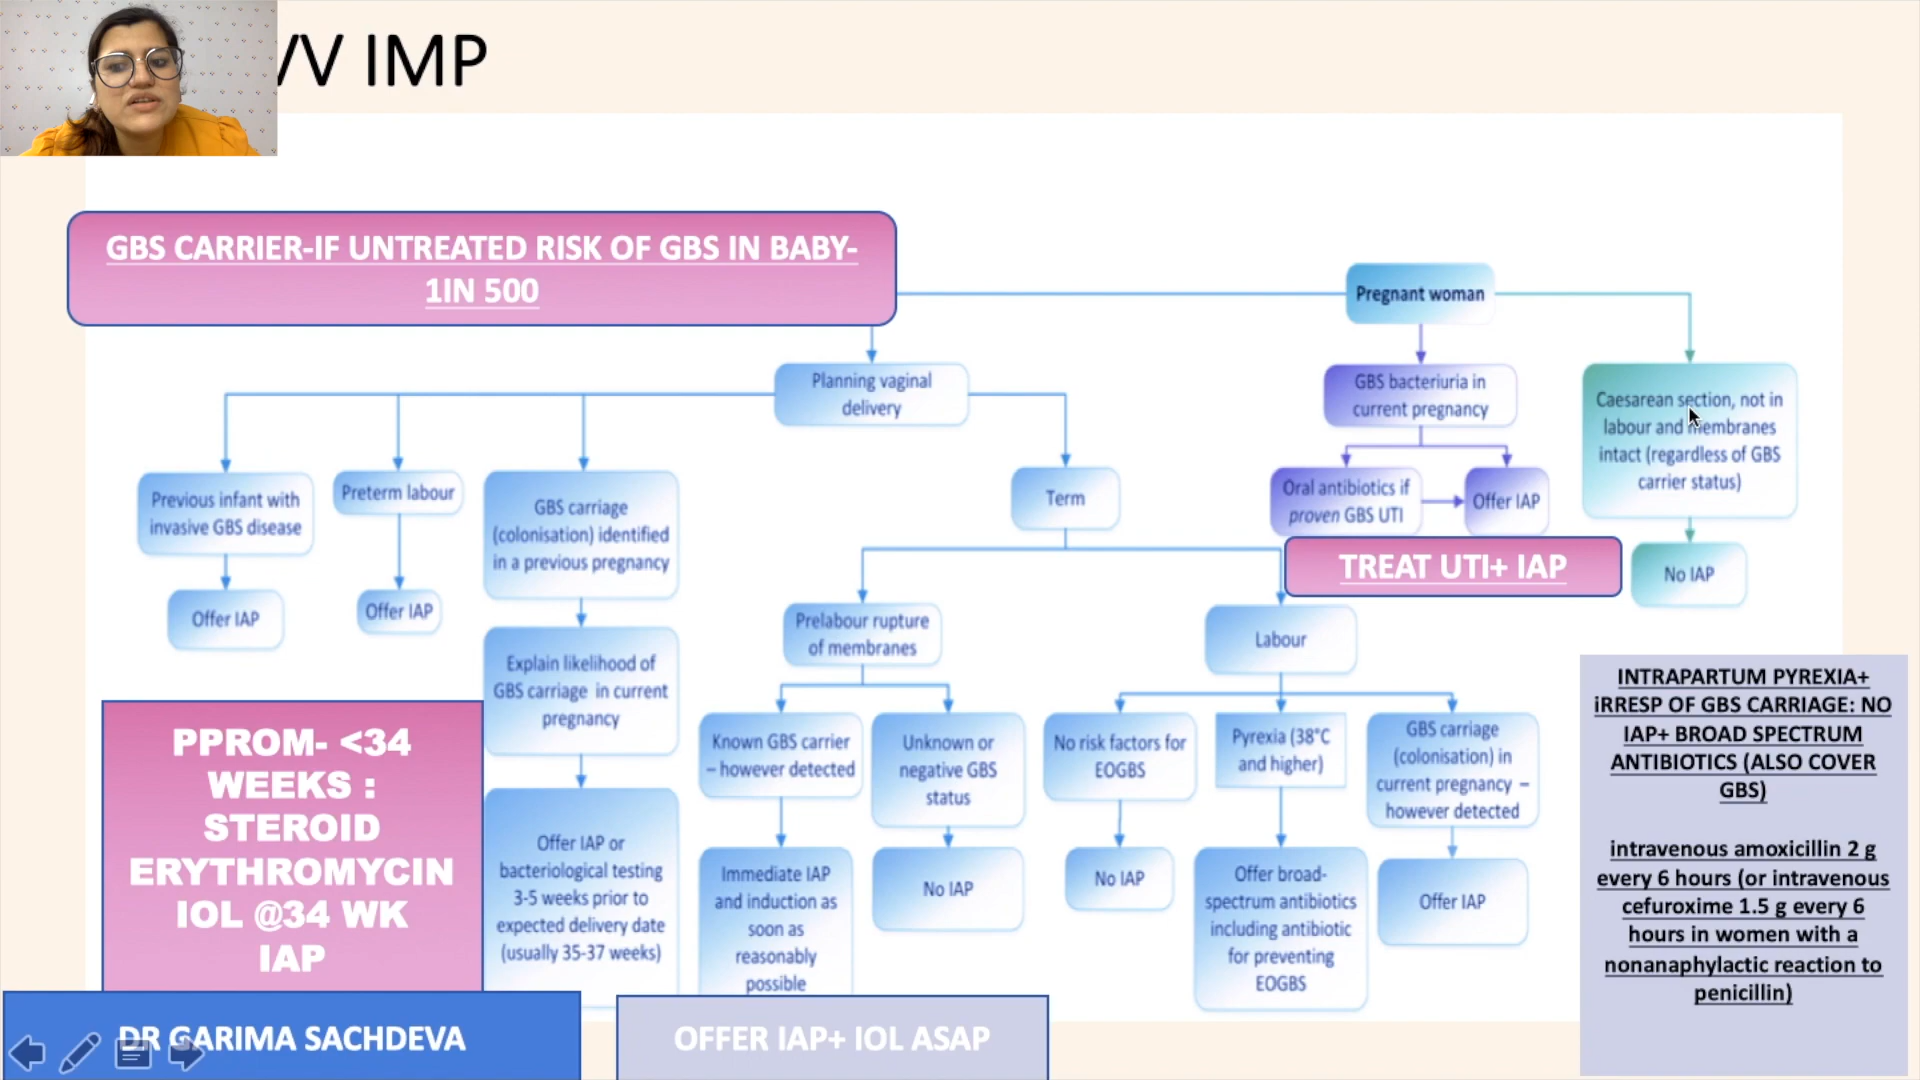 VV IMP
GBS CARRIER-IF UNTREATED RISK OF GBS IN BABY-
1IN 500
Pregnant woman
Planning vaginal
delivery
GBS bacteriuria in
current pregnancy
Caesarean section, not in
labour and membranes
intact (regardless of GBS
carrier status)
Previous infant with
invasive GBS disease
Preterm labour
GBS carriage
(colonisation) identified
in a previous pregnancy
Term
Oral antibiotics if
proven GBS UTI
Offer IAP
TREAT UTI+ IAP
No IAP
Offer IAP
Offer IAP
Explain likelihood of
GBS carriage in current
pregnancy
Prelabour rupture
of membranes
Labour
PPROM- <34
WEEKS :
STEROID
ERYTHROMYCIN
IOL @34 WK
IAP
Offer IAP or
bacteriological testing
3-5 weeks prior to
expected delivery date
(usually 35-37 weeks)
Known GBS carrier
– however detected
Unknown or
negative GBS
status
No risk factors for
EOGBS
Pyrexia (38°C
and higher)
GBS carriage
(colonisation) in
current pregnancy –
however detected
Immediate IAP
and induction as
soon as
reasonably
possible
No IAP
No IAP
Offer broad-
spectrum antibiotics
including antibiotic
for preventing
EOGBS
Offer IAP
INTRAPARTUM PYREXIA+
iRRESP OF GBS CARRIAGE: NO
IAP+ BROAD SPECTRUM
ANTIBIOTICS (ALSO COVER
GBS)
intravenous amoxicillin 2 g
every 6 hours (or intravenous
cefuroxime 1.5 g every 6
hours in women with a
nonanaphylactic reaction to
penicillin)
DR GARIMA SACHDEVA
OFFER IAP+ IOL ASAP